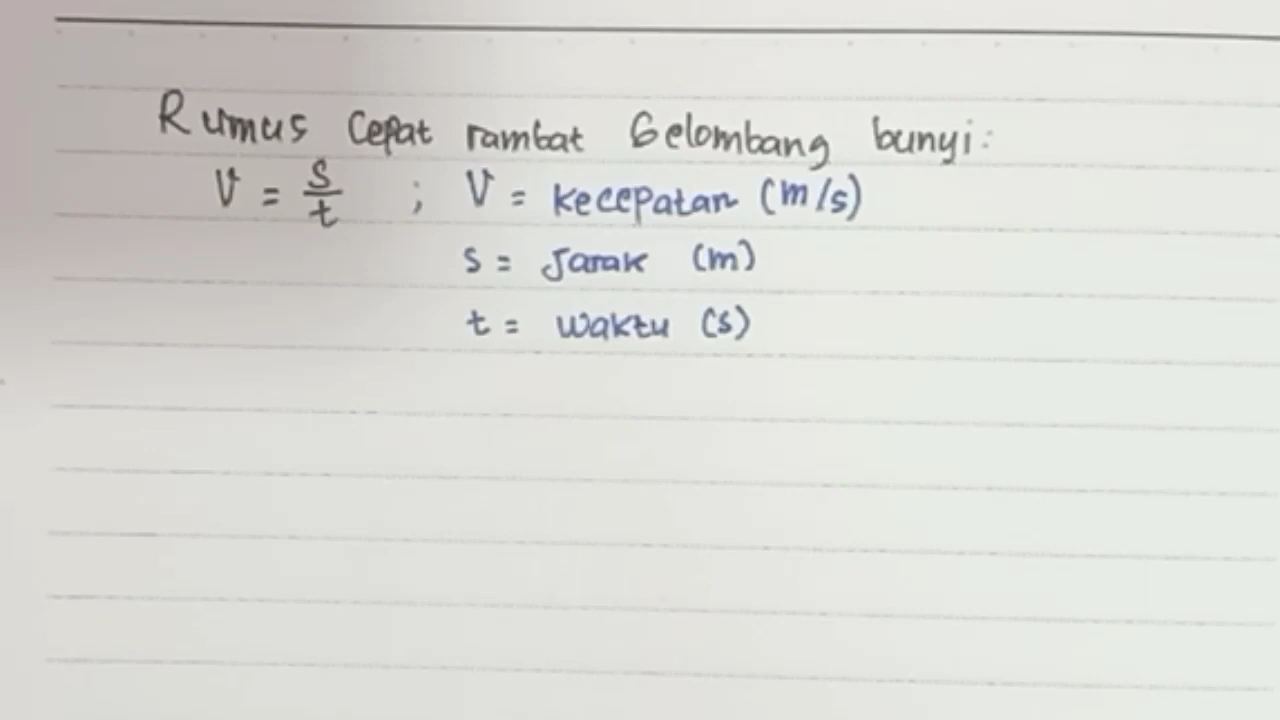 Rumus Cepat rambat Gelombang bunyi:
V = s/t ; V = kecepatan (m/s)
s = Jarak (m)
t = waktu (s)